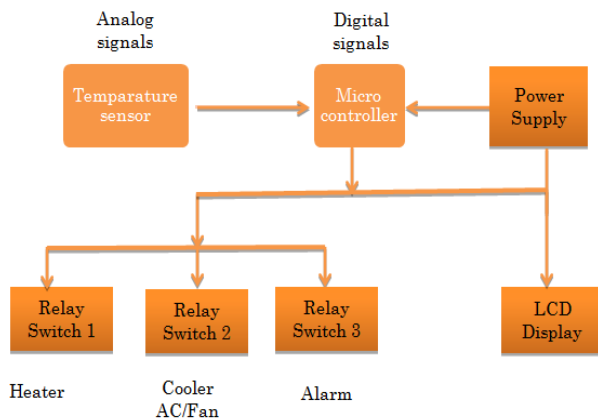 Analog
signals
Digital
signals
Temparature
sensor
Micro
controller
Power
Supply
Relay
Switch 1
Relay
Switch 2
Relay
Switch 3
LCD
Display
Heater
Cooler
AC/Fan
Alarm